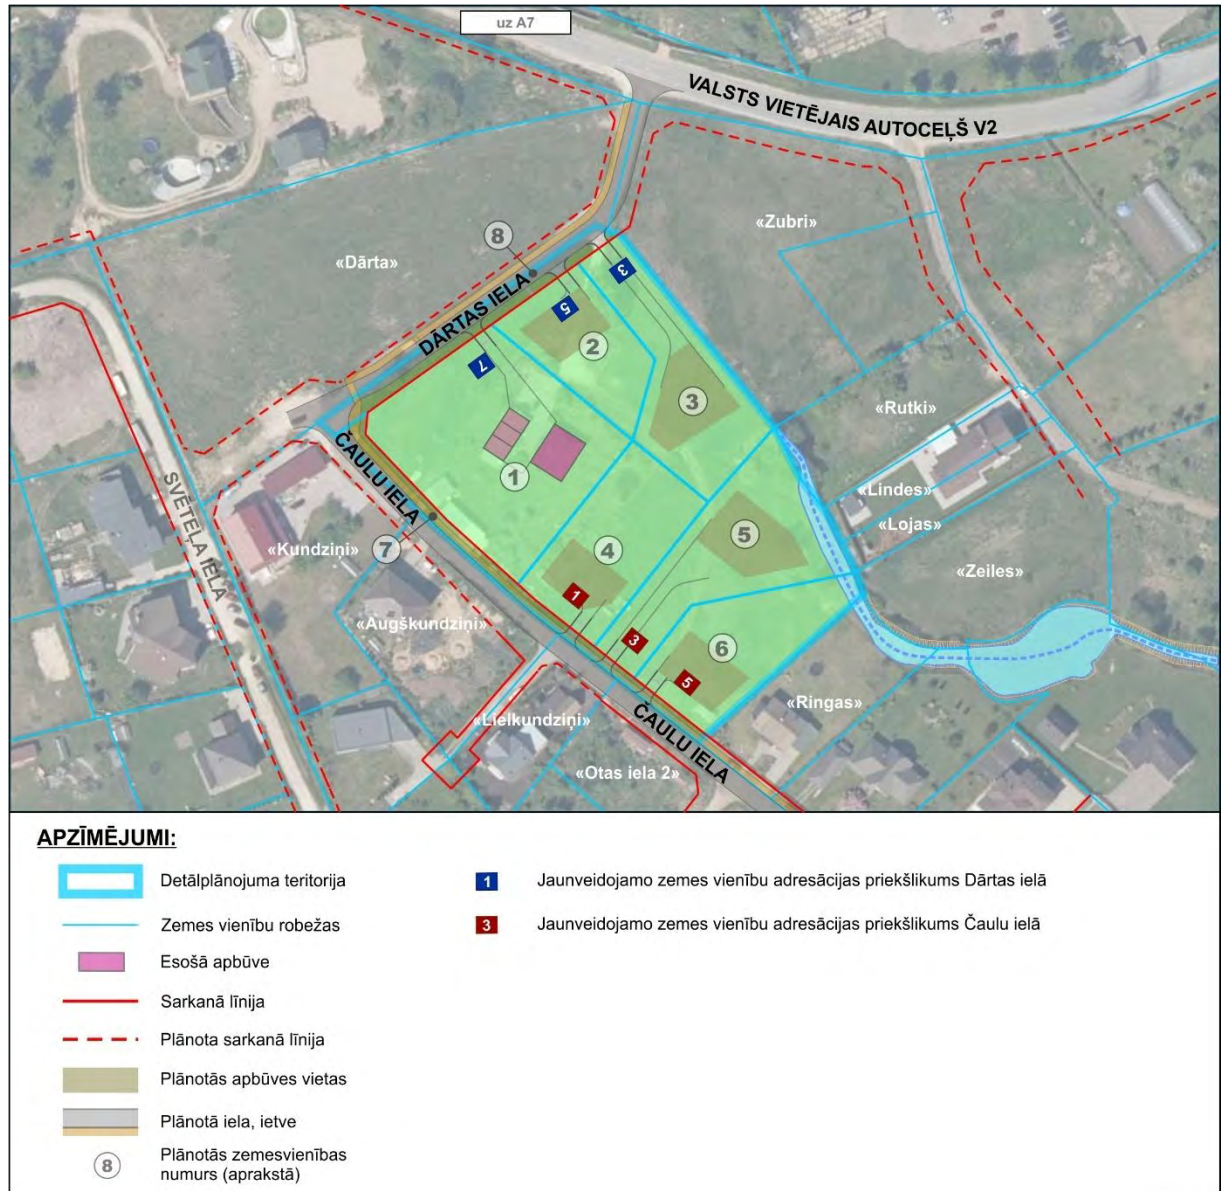 uz A7
VALSTS VIETĒJAIS AUTOCEĻŠ V2
«Zubri»
8
«Dārta»
3
DĀRTAS IELA
5
2
7
3
«Rutki»
ČAULU IELA
1
«Lindes»
SVĒTEĻA IELA
«Lojas»
5
«Kundziņi»
7
4
«Zeiles»
1
«Augškundziņi»
3
6
5
«Ringas»
«Lielkundziņi»
ČAULU IELA
«Otas iela 2»
APZĪMĒJUMI:
Detālplānojuma teritorija
1 Jaunveidojamo zemes vienību adresācijas priekšlikums Dārtas ielā
Zemes vienību robežas
3 Jaunveidojamo zemes vienību adresācijas priekšlikums Čaulu ielā
Esošā apbūve
Sarkanā līnija
Plānota sarkanā līnija
Plānotās apbūves vietas
Plānotā iela, ietve
8 Plānotās zemesvienības
numurs (aprakstā)